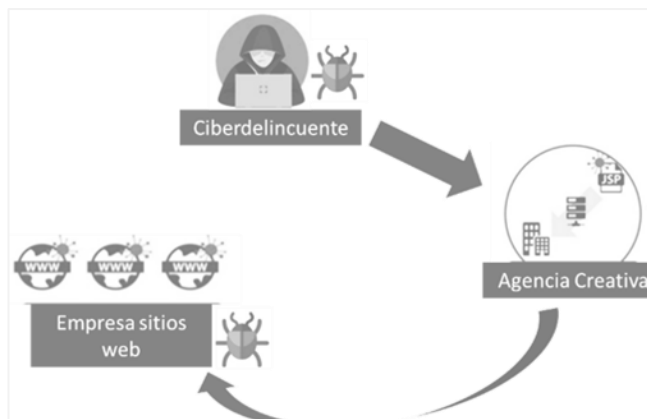 Ciberdelincuente
JSP
Agencia Creativa
WWW WWW WWW
Empresa sitios
web